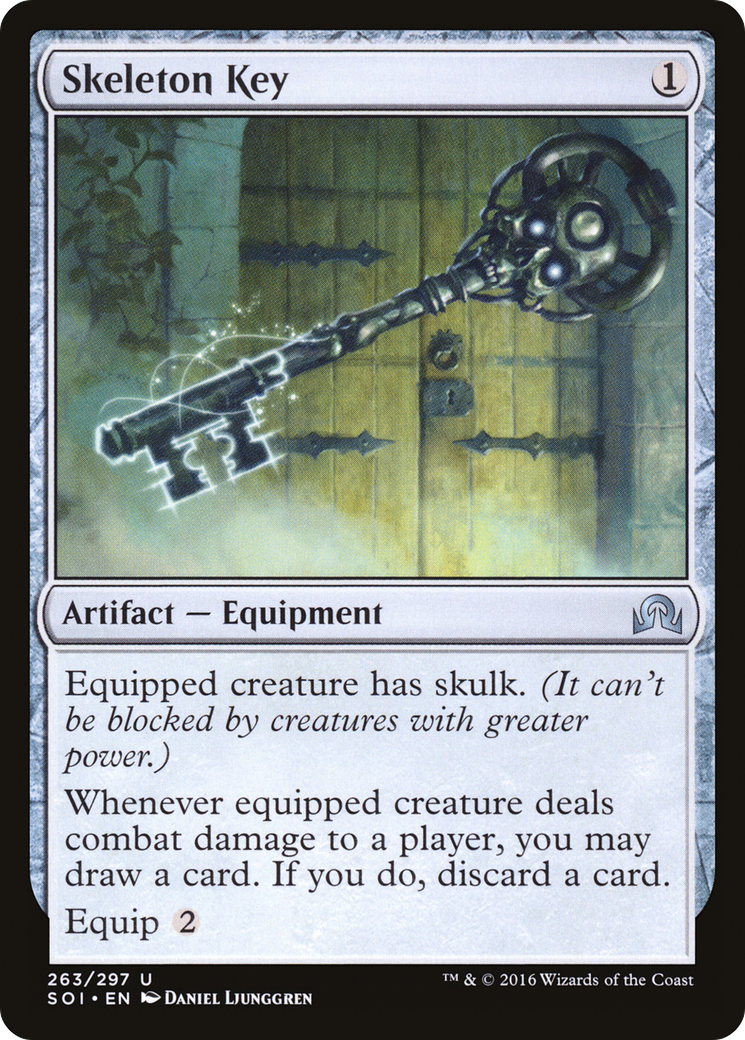 Skeleton Key 1
Artifact — Equipment
Equipped creature has skulk. (It can't
be blocked by creatures with greater
power.)
Whenever equipped creature deals
combat damage to a player, you may
draw a card. If you do, discard a card.
Equip 2
263/297 U ™ & © 2016 Wizards of the Coast
SOI • EN Daniel Ljunggren